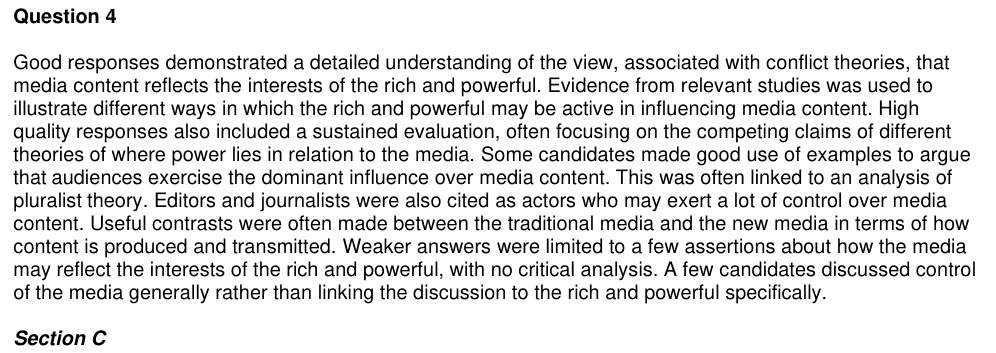 Question 4
Good responses demonstrated a detailed understanding of the view, associated with conflict theories, that
media content reflects the interests of the rich and powerful. Evidence from relevant studies was used to
illustrate different ways in which the rich and powerful may be active in influencing media content. High
quality responses also included a sustained evaluation, often focusing on the competing claims of different
theories of where power lies in relation to the media. Some candidates made good use of examples to argue
that audiences exercise the dominant influence over media content. This was often linked to an analysis of
pluralist theory. Editors and journalists were also cited as actors who may exert a lot of control over media
content. Useful contrasts were often made between the traditional media and the new media in terms of how
content is produced and transmitted. Weaker answers were limited to a few assertions about how the media
may reflect the interests of the rich and powerful, with no critical analysis. A few candidates discussed control
of the media generally rather than linking the discussion to the rich and powerful specifically.
Section C